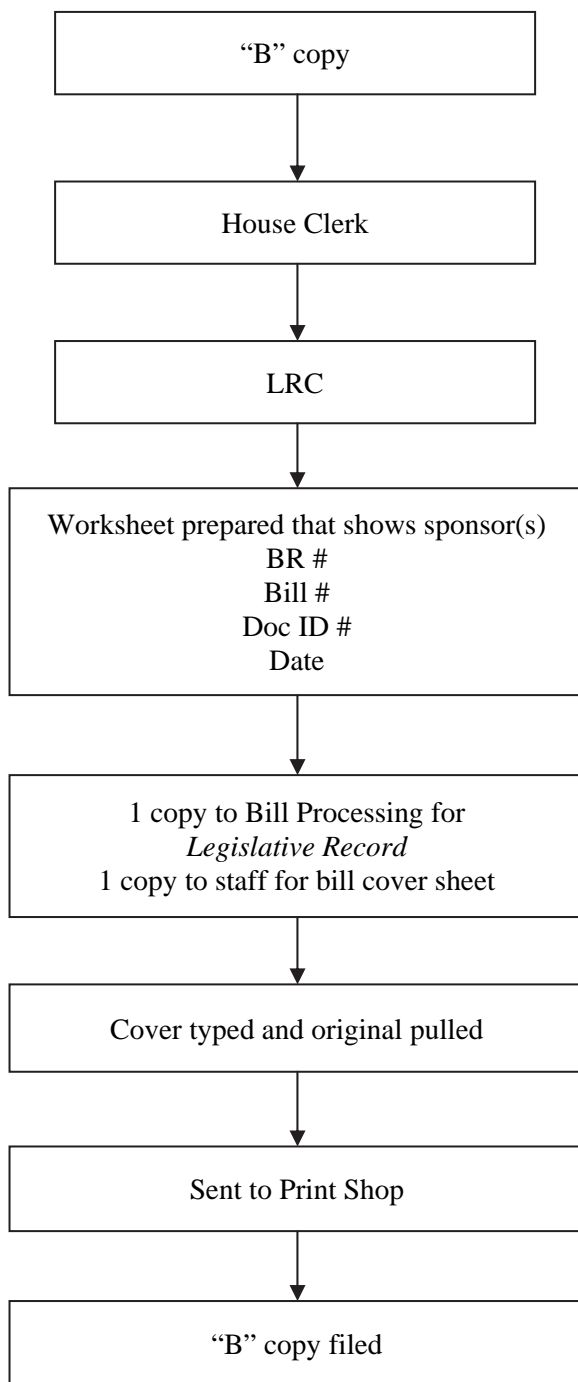 “B” copy
House Clerk
LRC
Worksheet prepared that shows sponsor(s)
BR #
Bill #
Doc ID #
Date
1 copy to Bill Processing for
Legislative Record
1 copy to staff for bill cover sheet
Cover typed and original pulled
Sent to Print Shop
“B” copy filed